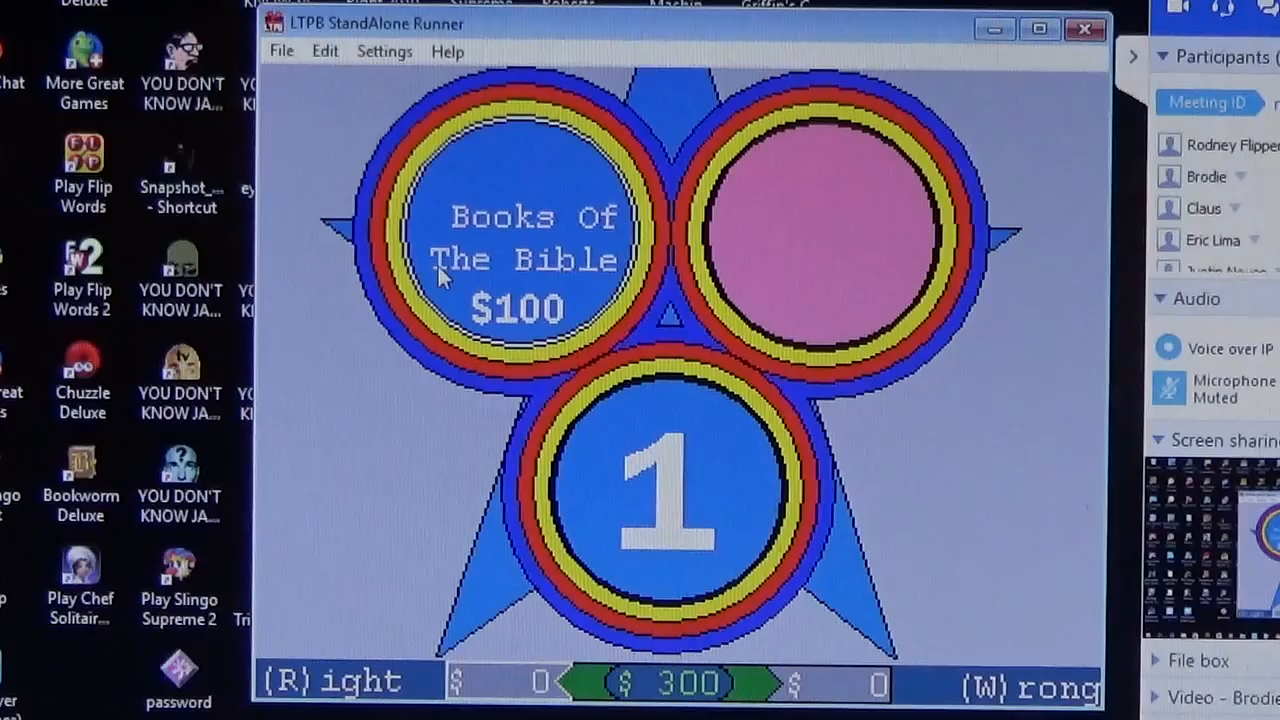 Deluxe
LTPB StandAlone Runner
File Edit Settings Help
Participants (
Meeting ID
Rodney Flipper
Brodie
Claus
Eric Lima
Audio
Voice over IP
Microphone
Muted
Screen sharing
File box
Video - Brodie
Chat
More Great
Games
YOU DON'T
KNOW JA...
Play Flip
Words
Snapshot_...
- Shortcut
Play Flip
Words 2
YOU DON'T
KNOW JA...
Chuzzle
Deluxe
YOU DON'T
KNOW JA...
Bookworm
Deluxe
YOU DON'T
KNOW JA...
Play Chef
Solitair...
Play Slingo
Supreme 2
Tri
password
Books Of
The Bible
$100
1
(R)ight $ 0 $ 300 $ 0 (W)rong